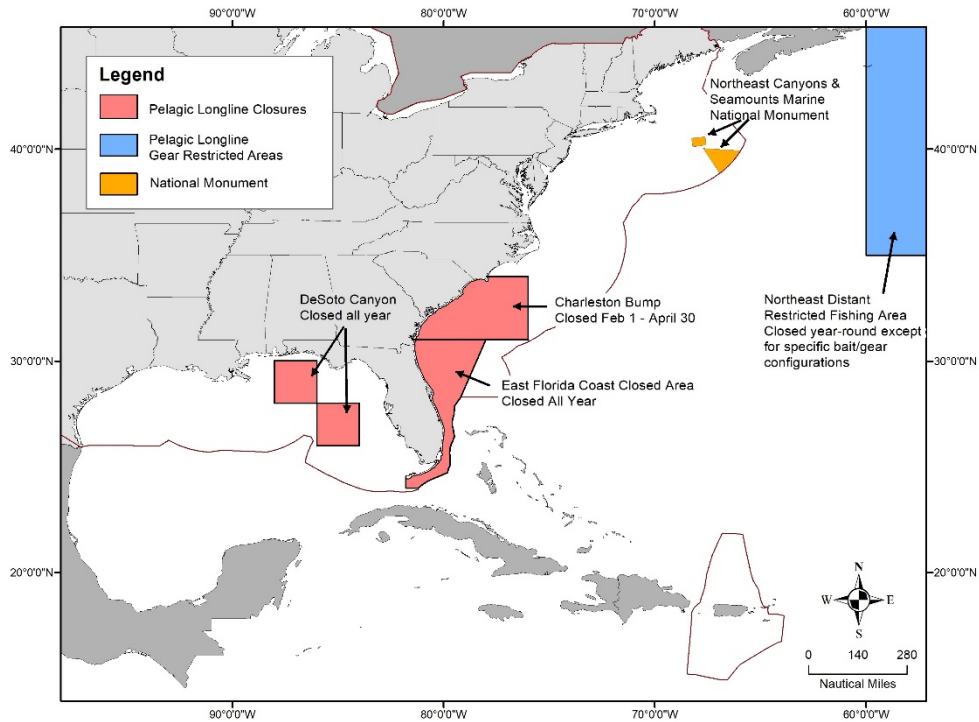 90°0'0"W
80°0'0"W
70°0'0"W
60°0'0"W
Legend
Pelagic Longline Closures
Pelagic Longline
Gear Restricted Areas
National Monument
Northeast Canyons &
Seamounts Marine
National Monument
40°0'0"N
40°0'0"N
DeSoto Canyon
Closed all year
Charleston Bump
Closed Feb 1 - April 30
Northeast Distant
Restricted Fishing Area
Closed year-round except
for specific bait/gear
configurations
30°0'0"N
30°0'0"N
East Florida Coast Closed Area
Closed All Year
20°0'0"N
20°0'0"N
N
W
E
S
0 140 280
Nautical Miles
90°0'0"W
80°0'0"W
70°0'0"W
60°0'0"W